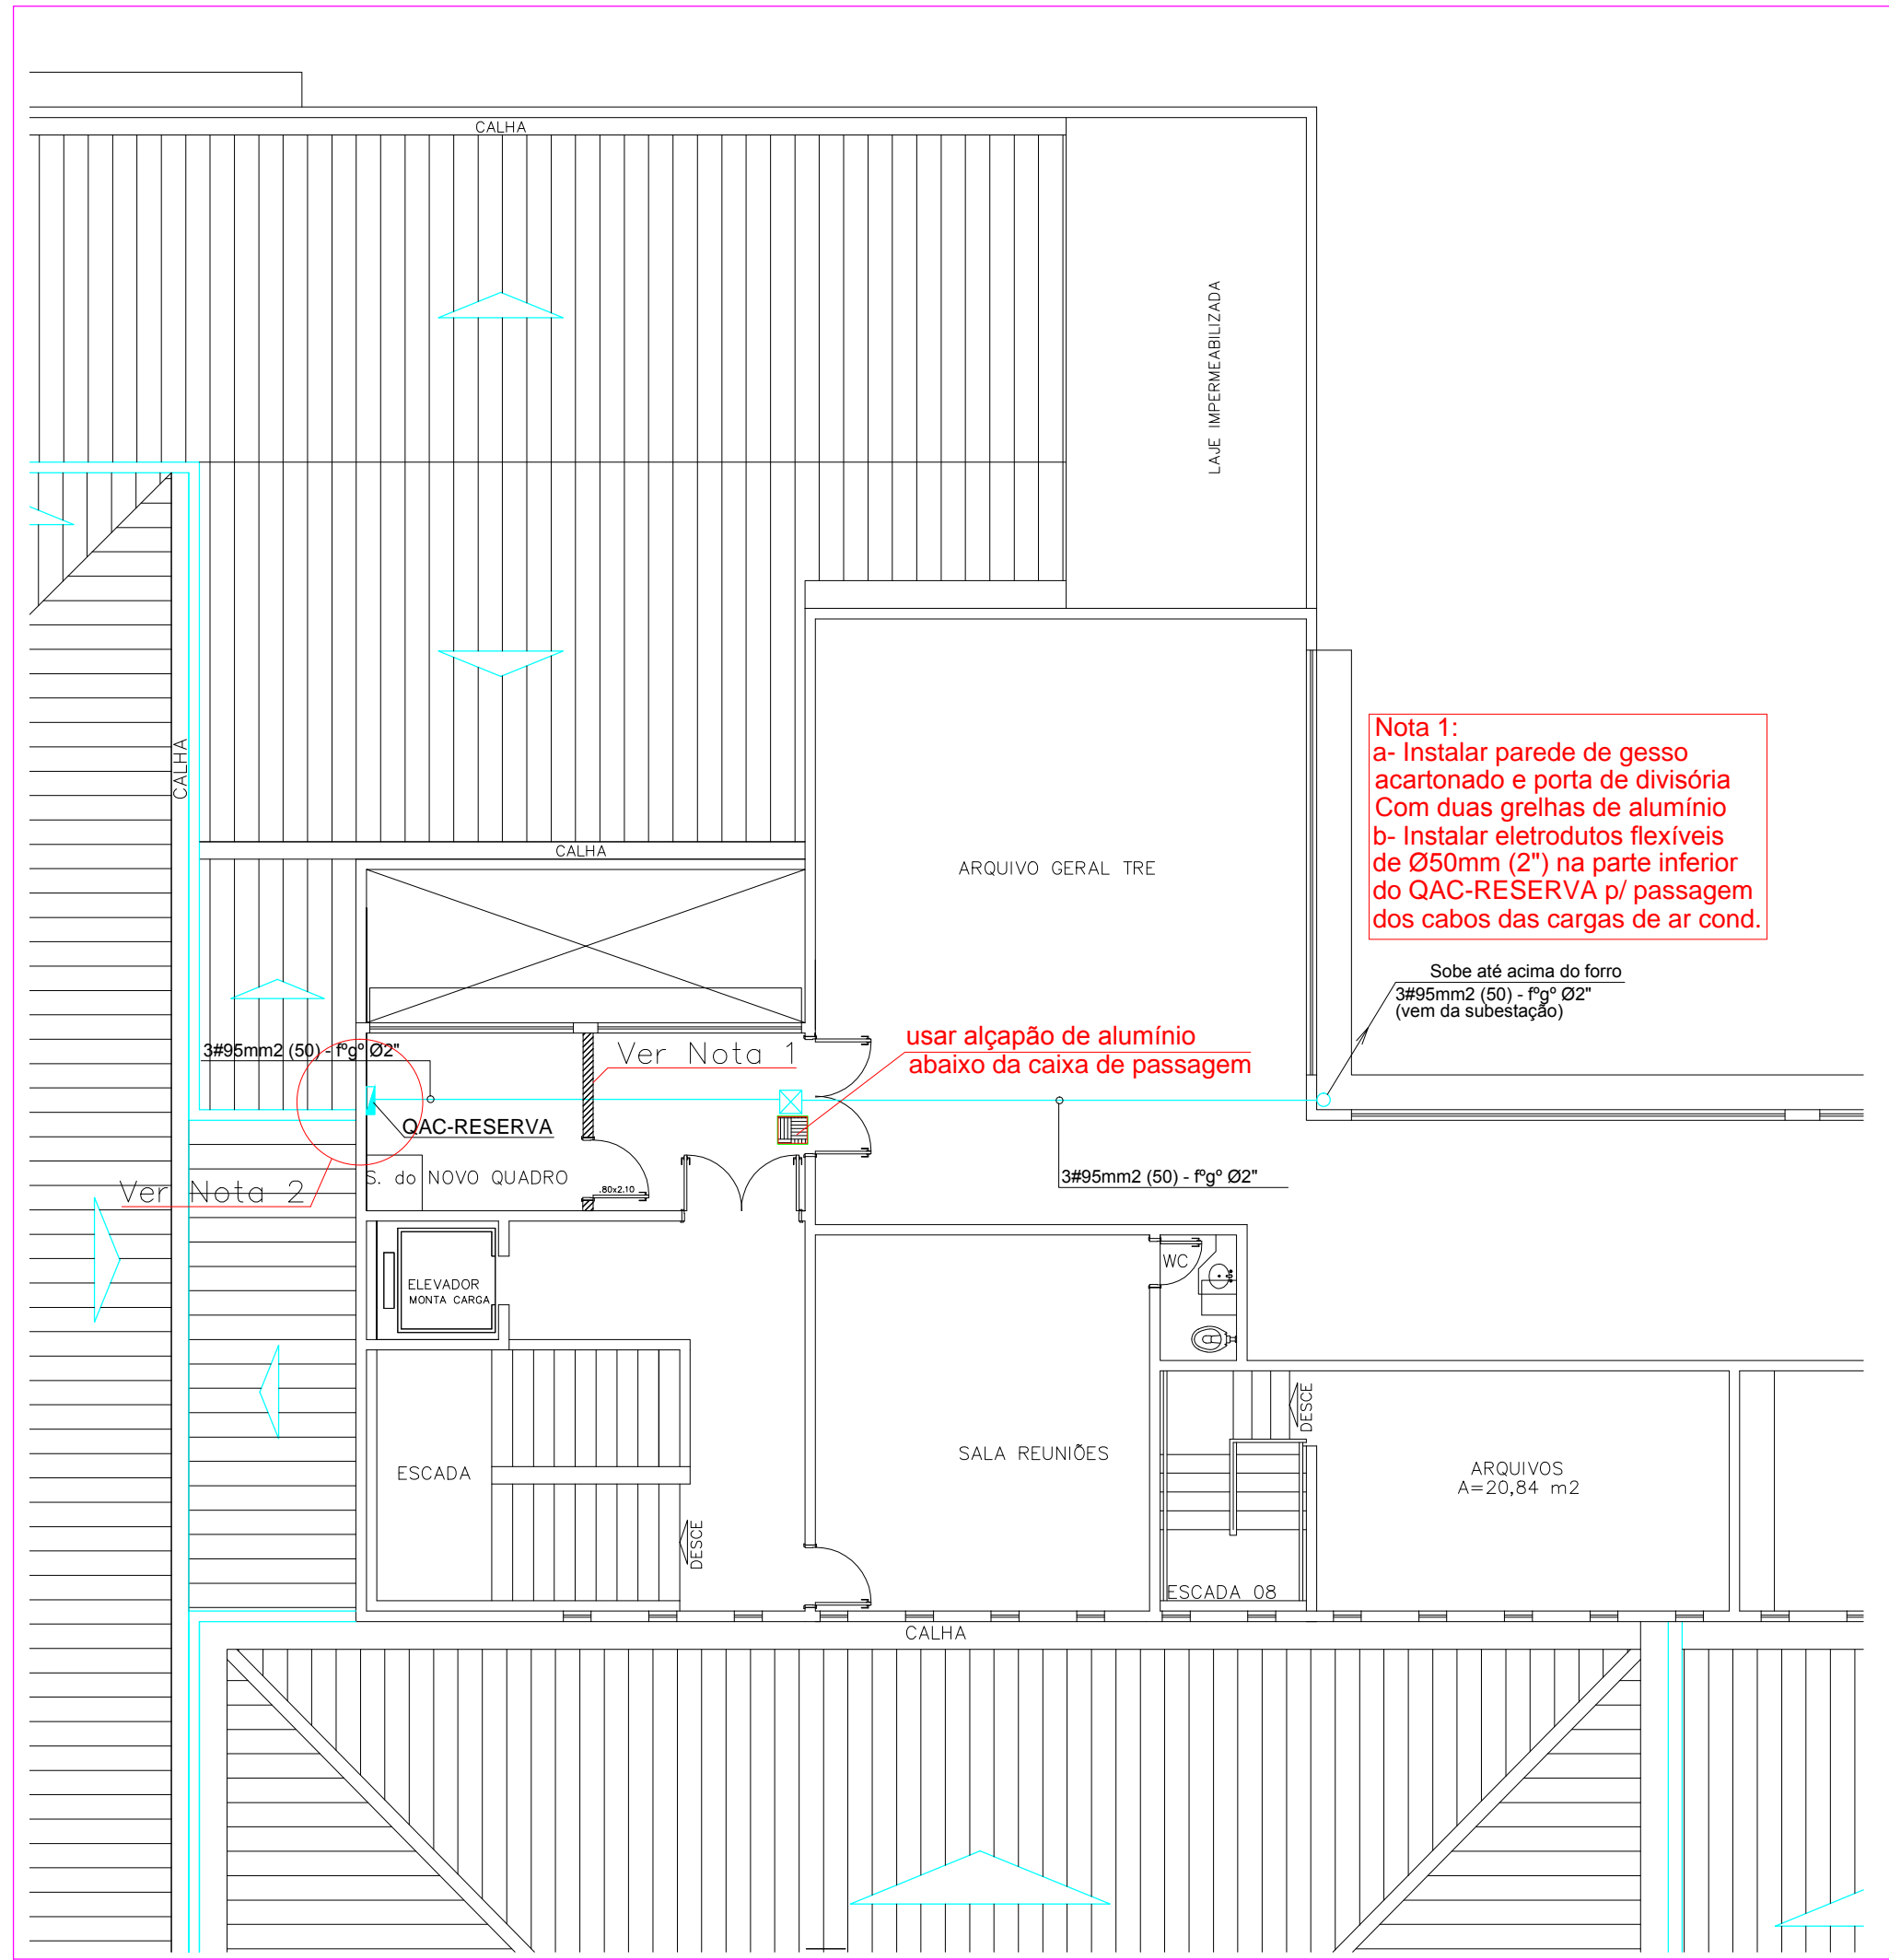 CALHA
LAJE IMPERMEABILIZADA
CALHA
CALHA
ARQUIVO GERAL TRE
Nota 1:
a- Instalar parede de gesso
acartonado e porta de divisória
Com duas grelhas de alumínio
b- Instalar eletrodutos flexíveis
de Ø50mm (2") na parte inferior
do QAC-RESERVA p/ passagem
dos cabos das cargas de ar cond.
Sobe até acima do forro
3#95mm2 (50) - fºgº Ø2"
(vem da subestação)
3#95mm2 (50) - fºgº Ø2"
Ver Nota 1
usar alçapão de alumínio
abaixo da caixa de passagem
QAC-RESERVA
S. do NOVO QUADRO
.80x2.10
3#95mm2 (50) - fºgº Ø2"
Ver Nota 2
ELEVADOR
MONTA CARGA
WC
DESCE
ESCADA
SALA REUNIÕES
ARQUIVOS
A=20,84 m2
DESCE
ESCADA 08
CALHA